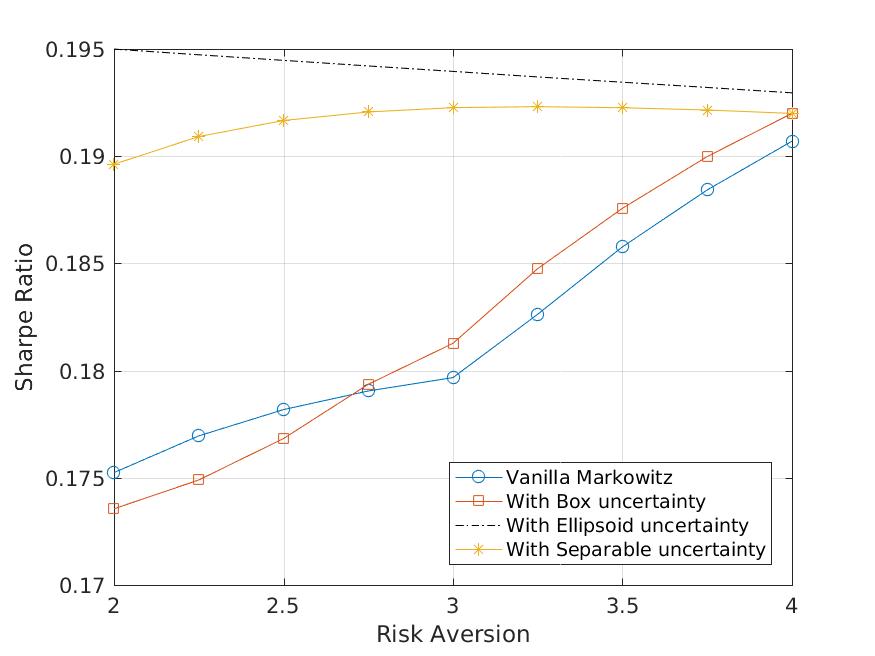 0.195
0.19
0.185
0.18
0.175
0.17
Sharpe Ratio
2
2.5
3
3.5
4
Risk Aversion
Vanilla Markowitz
With Box uncertainty
With Ellipsoid uncertainty
With Separable uncertainty